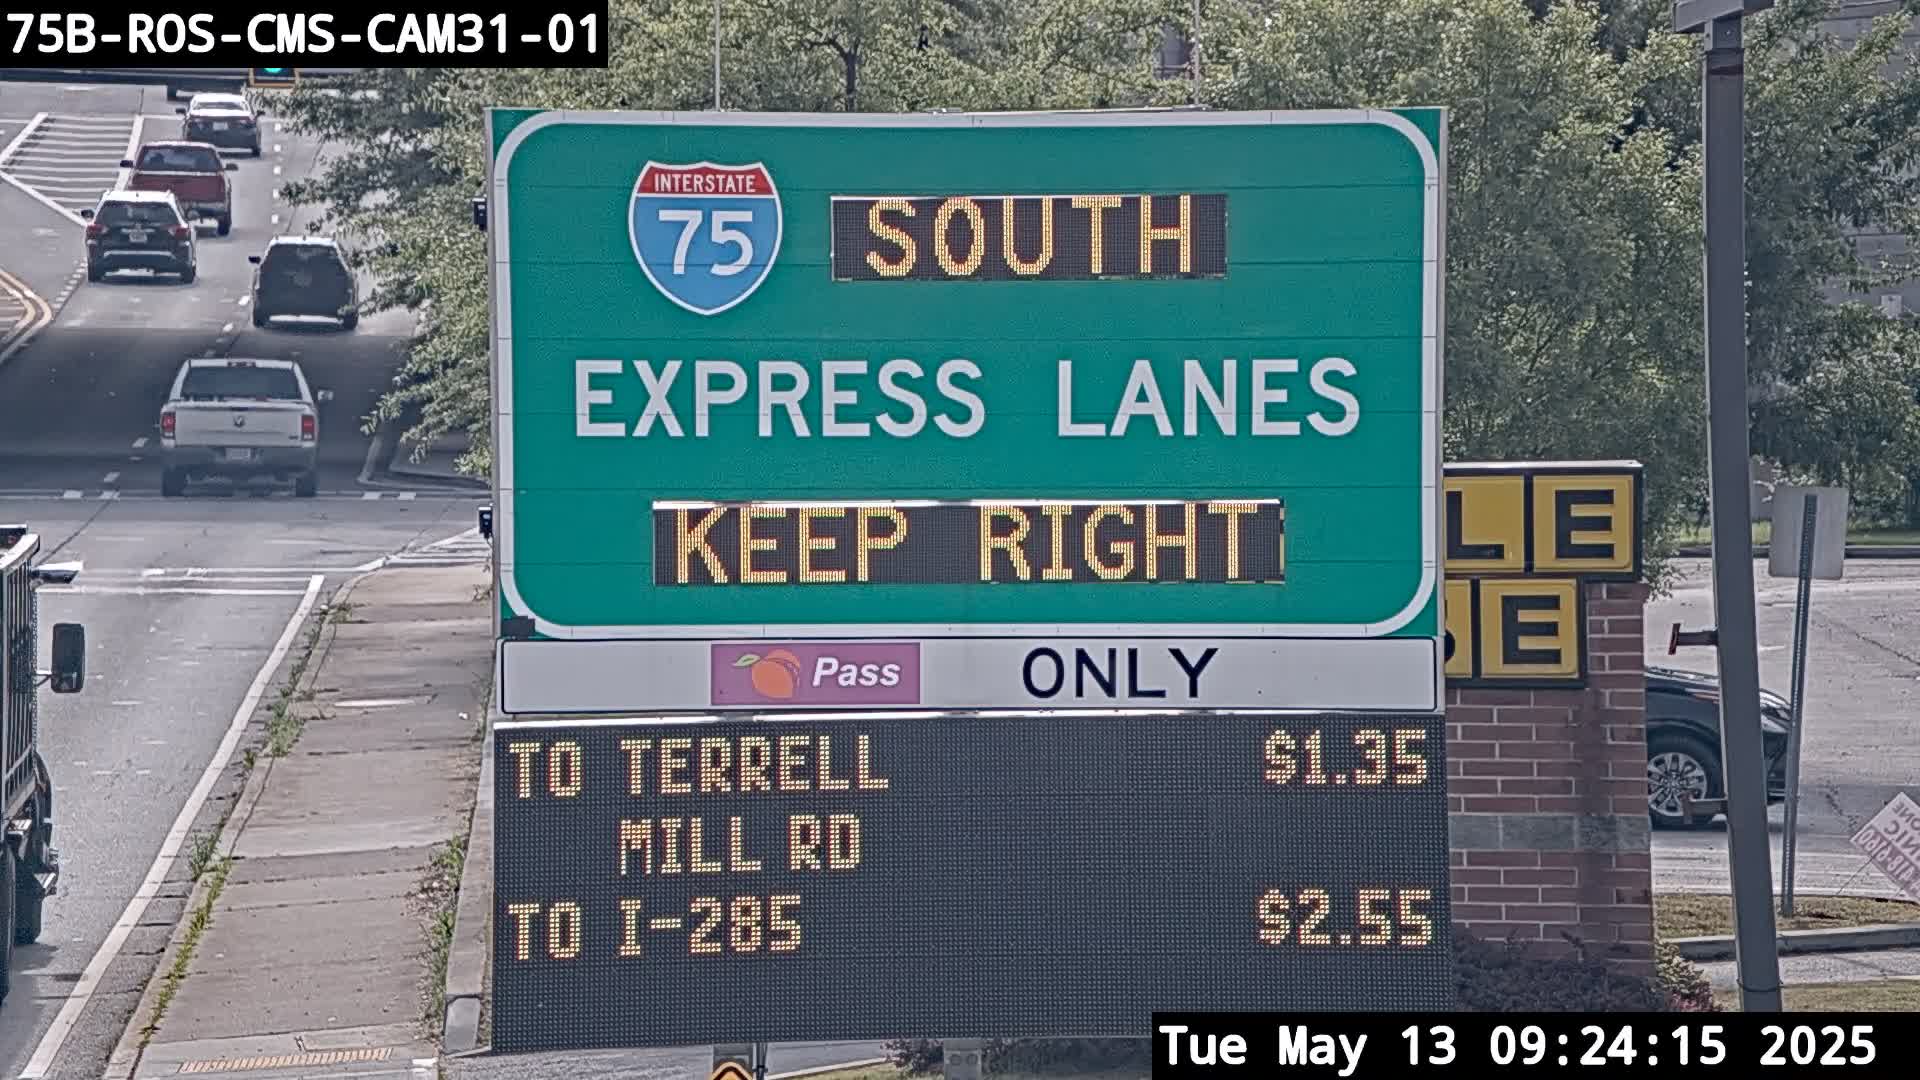 75B-ROS-CMS-CAM31-01
INTERSTATE
75
SOUTH
EXPRESS LANES
KEEP RIGHT
Pass ONLY
TO TERRELL $1.35
MILL RD
TO I-285 $2.55
LE
E
Tue May 13 09:24:15 2025